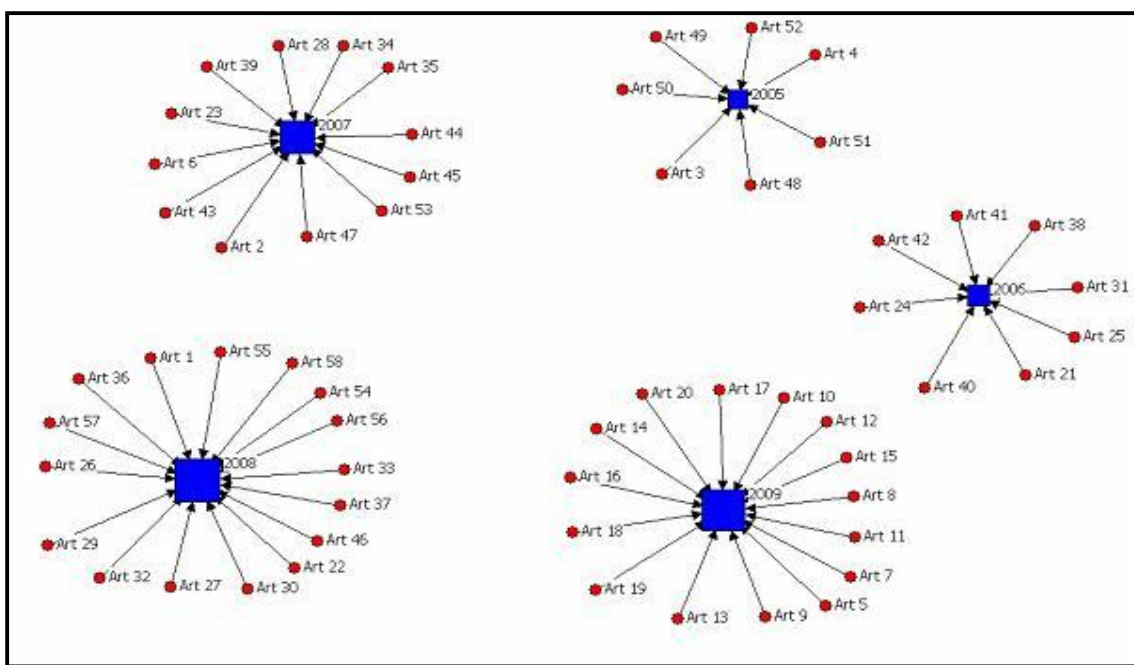 Art 28
Art 34
Art 39
Art 35
Art 23
2007
Art 44
Art 6
Art 45
Art 43
Art 53
Art 2
Art 47
Art 49
Art 52
Art 4
Art 50
2005
Art 51
Art 3
Art 48
Art 41
Art 38
Art 42
2006
Art 31
Art 24
Art 25
Art 40
Art 21
Art 1
Art 55
Art 58
Art 36
Art 54
Art 57
Art 56
2008
Art 26
Art 33
Art 37
Art 29
Art 46
Art 32
Art 22
Art 27
Art 30
Art 20
Art 17
Art 10
Art 14
Art 12
Art 15
Art 16
2009
Art 8
Art 18
Art 11
Art 19
Art 7
Art 13
Art 9
Art 5